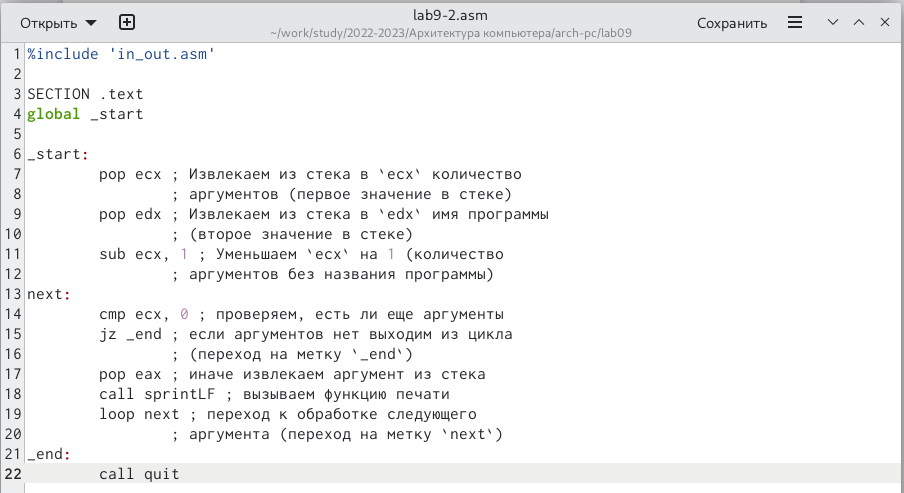 Открыть
lab9-2.asm
~/work/study/2022-2023/Архитектура компьютера/arch-pc/lab09
Сохранить
1 %include 'in_out.asm'
2
3 SECTION .text
4 global _start
5
6 _start:
7 pop ecx ; Извлекаем из стека в `ecx` количество
8 ; аргументов (первое значение в стеке)
9 pop edx ; Извлекаем из стека в `edx` имя программы
10 ; (второе значение в стеке)
11 sub ecx, 1 ; Уменьшаем `ecx` на 1 (количество
12 ; аргументов без названия программы)
13 next:
14 cmp ecx, 0 ; проверяем, есть ли еще аргументы
15 jz _end ; если аргументов нет выходим из цикла
16 ; (переход на метку `_end`)
17 pop eax ; иначе извлекаем аргумент из стека
18 call sprintLF ; вызываем функцию печати
19 loop next ; переход к обработке следующего
20 ; аргумента (переход на метку `next`)
21 _end:
22 call quit